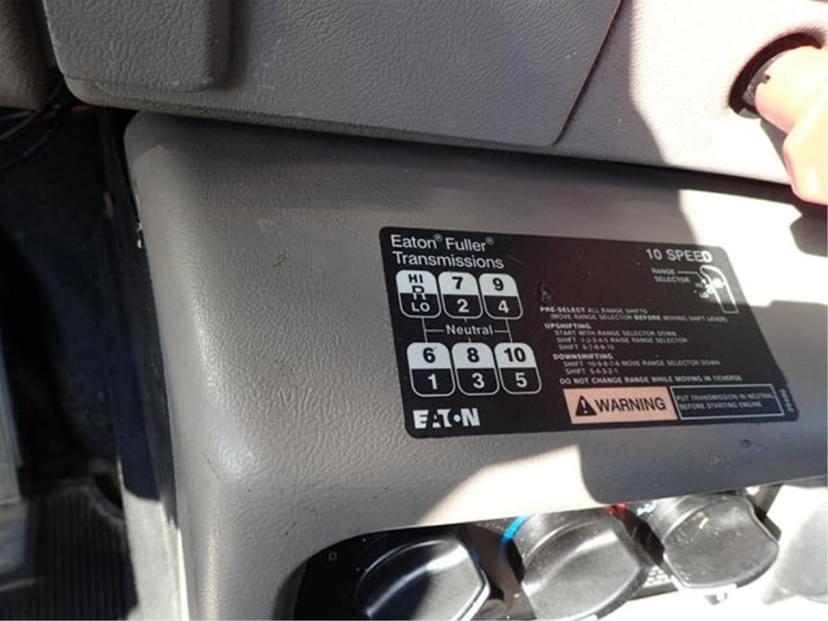 Eaton® Fuller®
Transmissions
10 SPEED
RANGE
SELECTOR
HI
R
LO
7
2
9
4
Neutral
6
1
8
3
10
5
PRE-SELECT ALL RANGE SHIFTS
(MOVE RANGE SELECTOR BEFORE MOVING SHIFT LEVER)
UPSHIFTING
START WITH RANGE SELECTOR DOWN
SHIFT 1-2-3-4-5 RAISE RANGE SELECTOR
SHIFT 6-7-8-9-10
DOWNSHIFTING
SHIFT 10-9-8-7-6 MOVE RANGE SELECTOR DOWN
SHIFT 5-4-3-2-1
DO NOT CHANGE RANGE WHILE MOVING IN REVERSE
WARNING
PUT TRANSMISSION IN NEUTRAL
BEFORE STARTING ENGINE
EATON
0